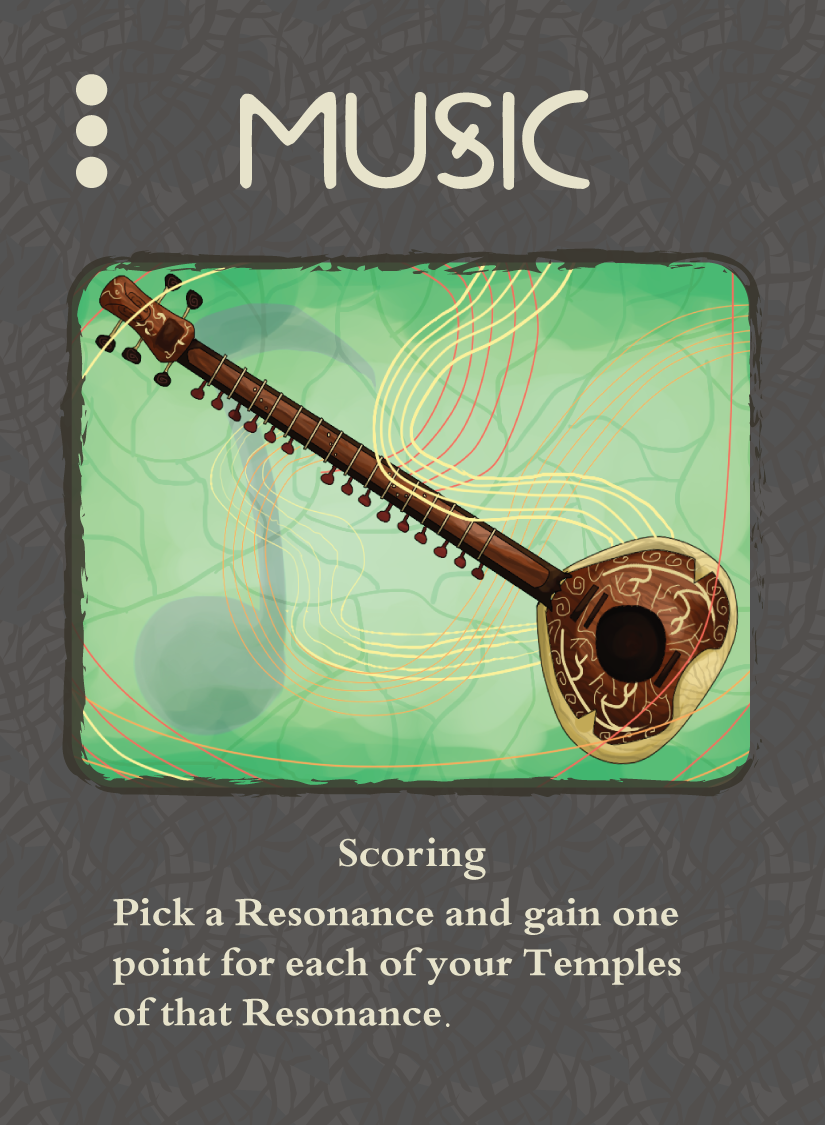 MUSIC
Scoring
Pick a Resonance and gain one
point for each of your Temples
of that Resonance.